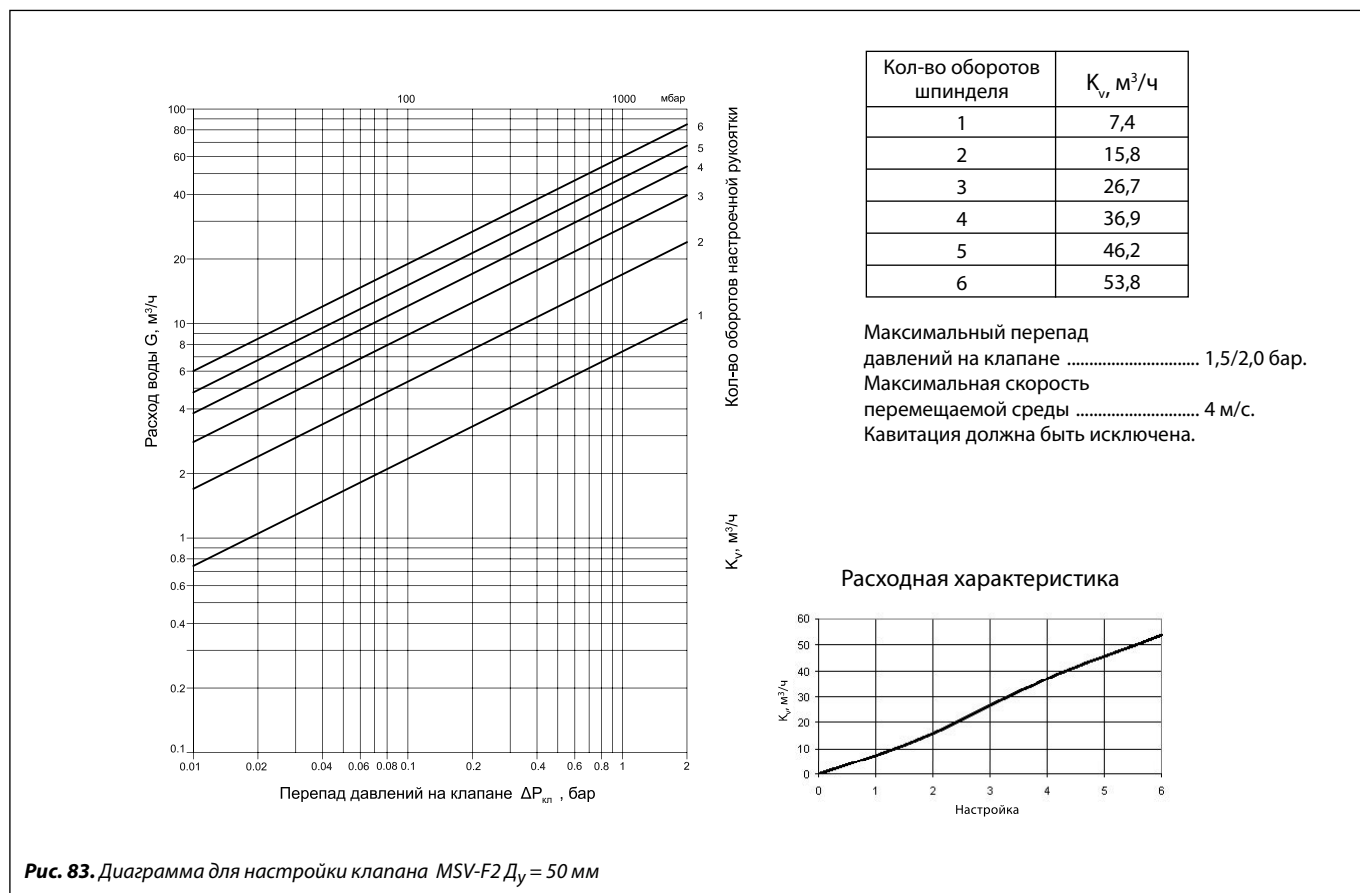 100 1000 мбар
100
80
60
40
20
10
8
6
4
2
1
0.8
0.6
0.4
0.2
0.1
Расход воды G, м³/ч
6
5
4
3
2
1
Кол-во оборотов настроечной рукоятки
Kᵥ, м³/ч
0.01 0.02 0.04 0.06 0.08 0.1 0.2 0.4 0.6 0.8 1 2
Перепад давлений на клапане ΔPкл , бар
Кол-во оборотов шпинделя Kᵥ, м³/ч
1 7,4
2 15,8
3 26,7
4 36,9
5 46,2
6 53,8
Максимальный перепад
давлений на клапане ............................... 1,5/2,0 бар.
Максимальная скорость
перемещаемой среды ............................ 4 м/с.
Кавитация должна быть исключена.
Расходная характеристика
60
50
40
30
20
10
0
Kᵥ, м³/ч
0 1 2 3 4 5 6
Настройка
Рис. 83. Диаграмма для настройки клапана MSV-F2 Ду = 50 мм